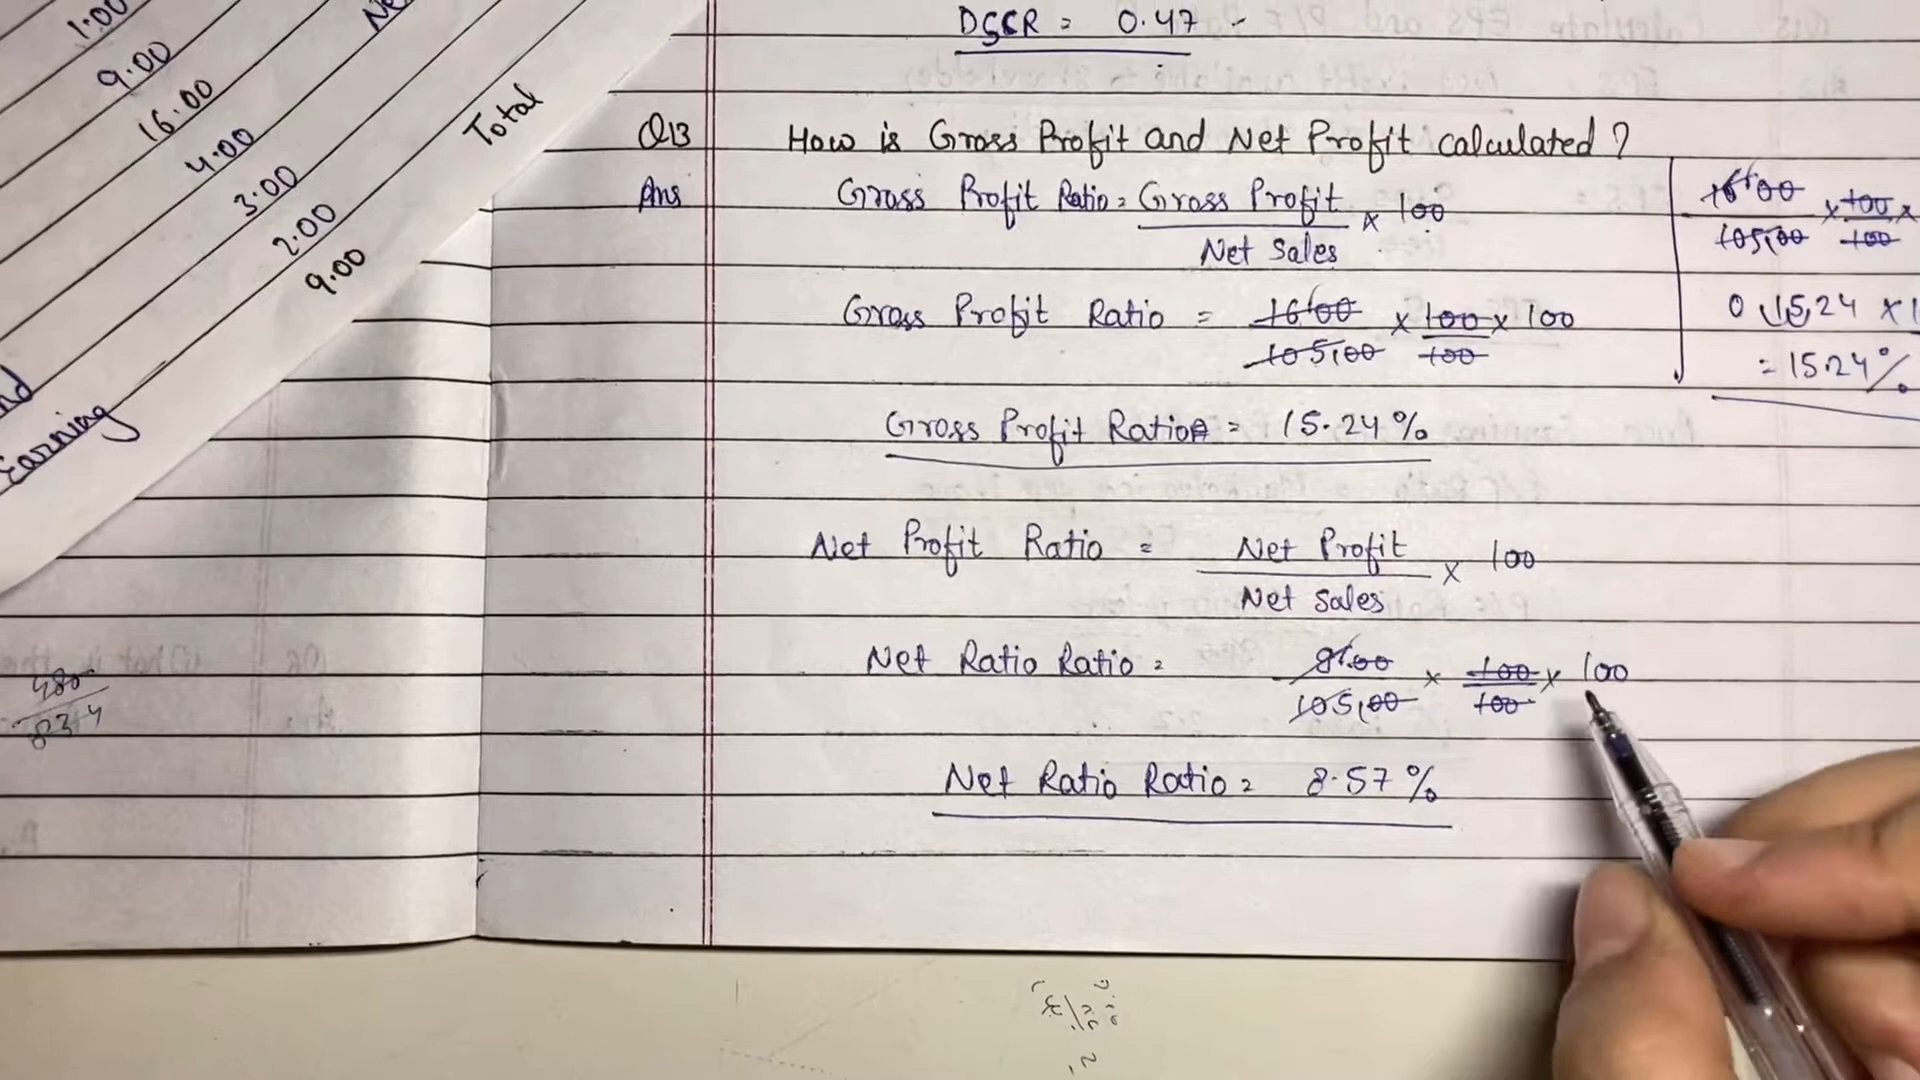 1.00
9.00
16.00
4.00
3.00
2.00
9.00
Total
Earning
DSCR = 0.47
Q13 How is Gross Profit and Net Profit calculated?
Ans Gross Profit Ratio = Gross Profit / Net Sales × 100
Gross Profit Ratio = 16.00 / 105.00 × 100 / 100 × 100
Gross Profit Ratio = 15.24%
16.00 / 105.00 × 100 / 100 ×
0.15.24 × 1
= 15.24%
Net Profit Ratio = Net Profit / Net Sales × 100
Net Ratio Ratio = 9.00 / 105.00 × 100 / 100 × 100
Net Ratio Ratio = 8.57%